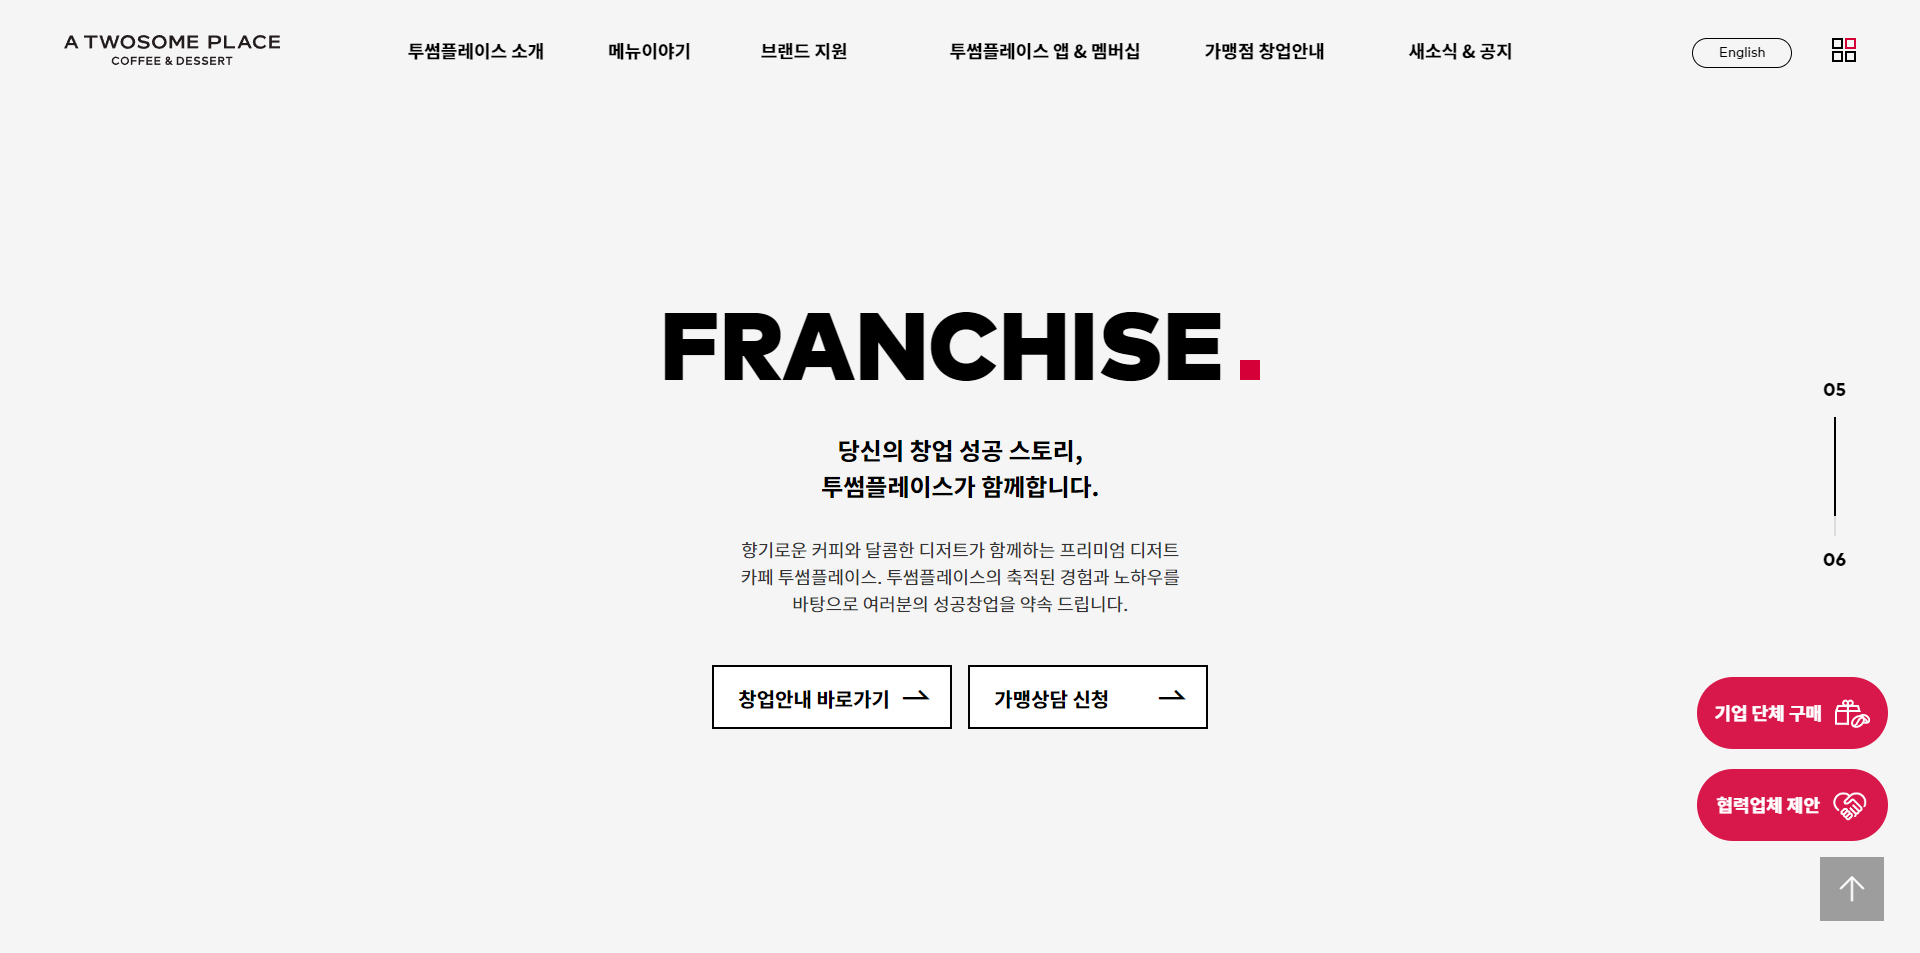 A TWOSOME PLACE
COFFEE & DESSERT
투썸플레이스 소개
메뉴이야기
브랜드 지원
투썸플레이스 앱 & 멤버십
가맹점 창업안내
새소식 & 공지
English
FRANCHISE.
당신의 창업 성공 스토리,
투썸플레이스가 함께합니다.
향기로운 커피와 달콤한 디저트가 함께하는 프리미엄 디저트
카페 투썸플레이스. 투썸플레이스의 축적된 경험과 노하우를
바탕으로 여러분의 성공창업을 약속 드립니다.
창업안내 바로가기
가맹상담 신청
05
06
기업 단체 구매
협력업체 제안